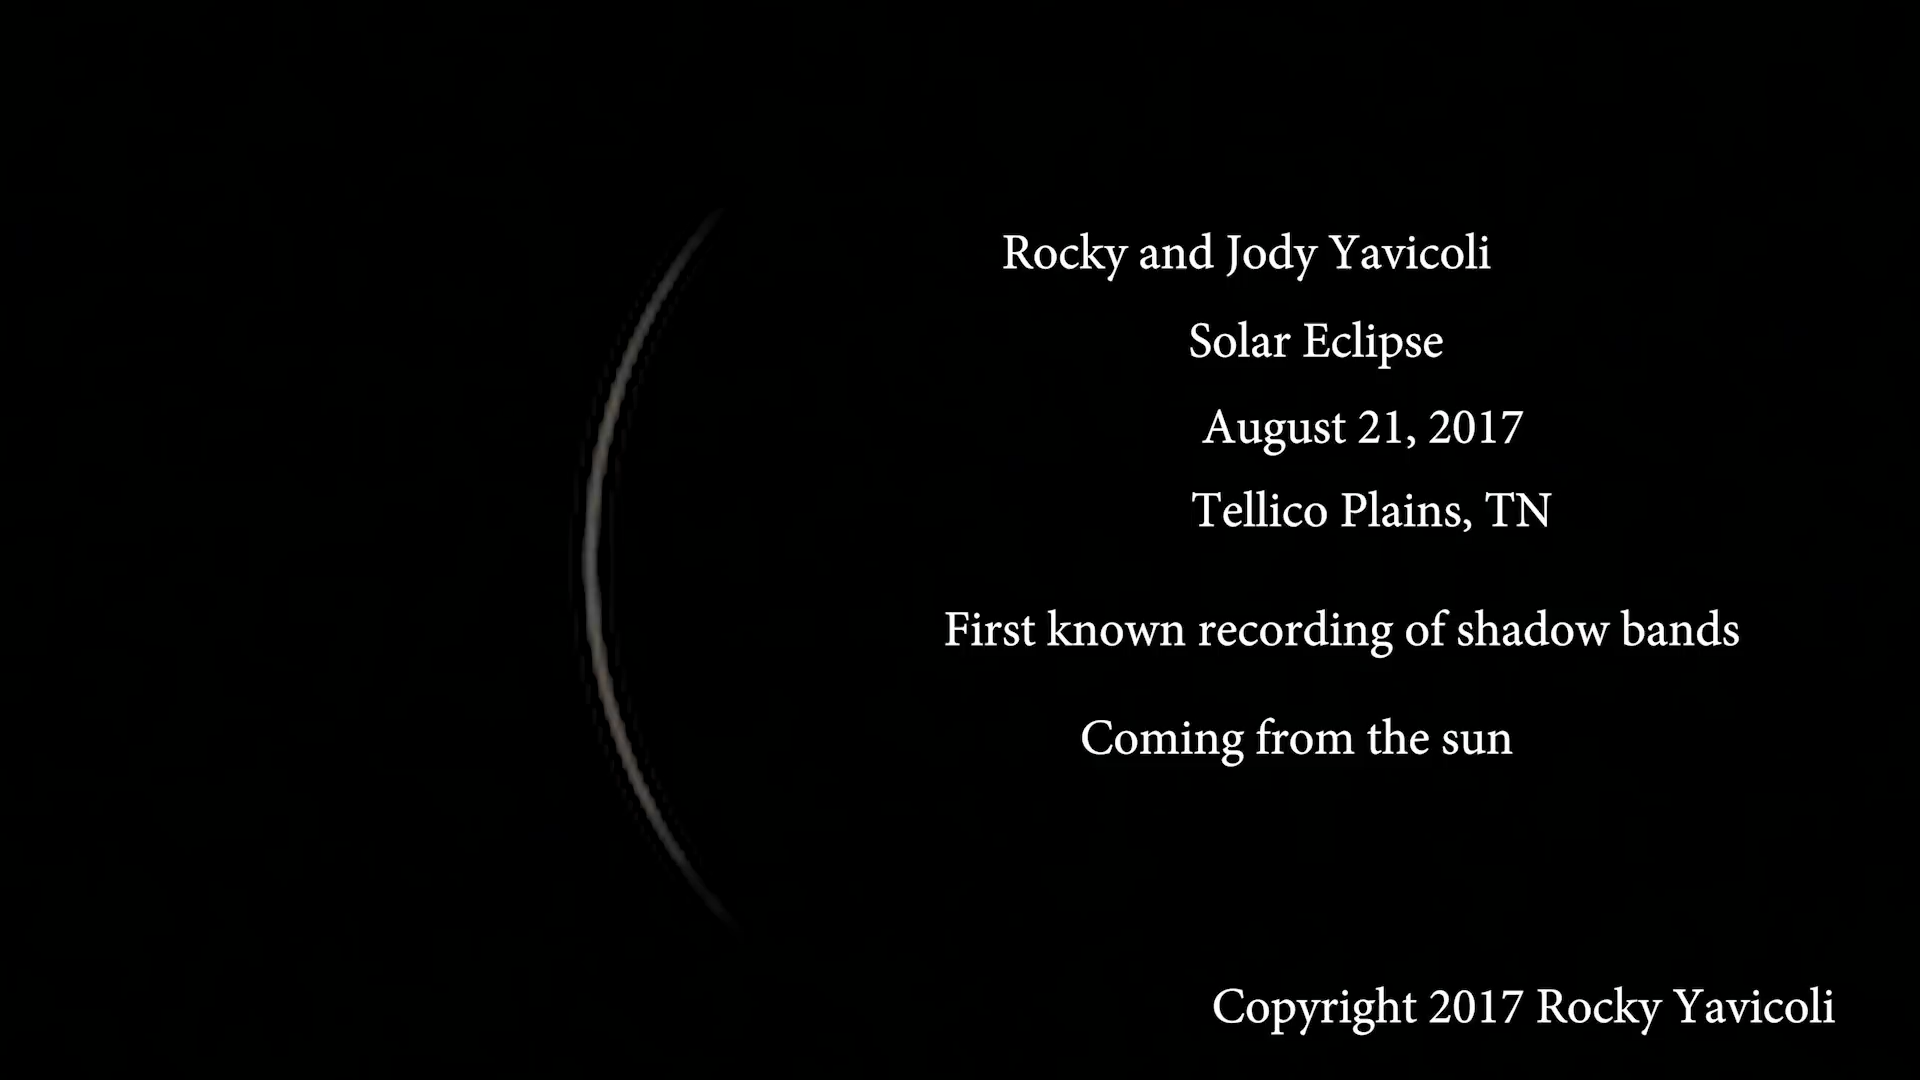 Rocky and Jody Yavicoli
Solar Eclipse
August 21, 2017
Tellico Plains, TN
First known recording of shadow bands
Coming from the sun
Copyright 2017 Rocky Yavicoli